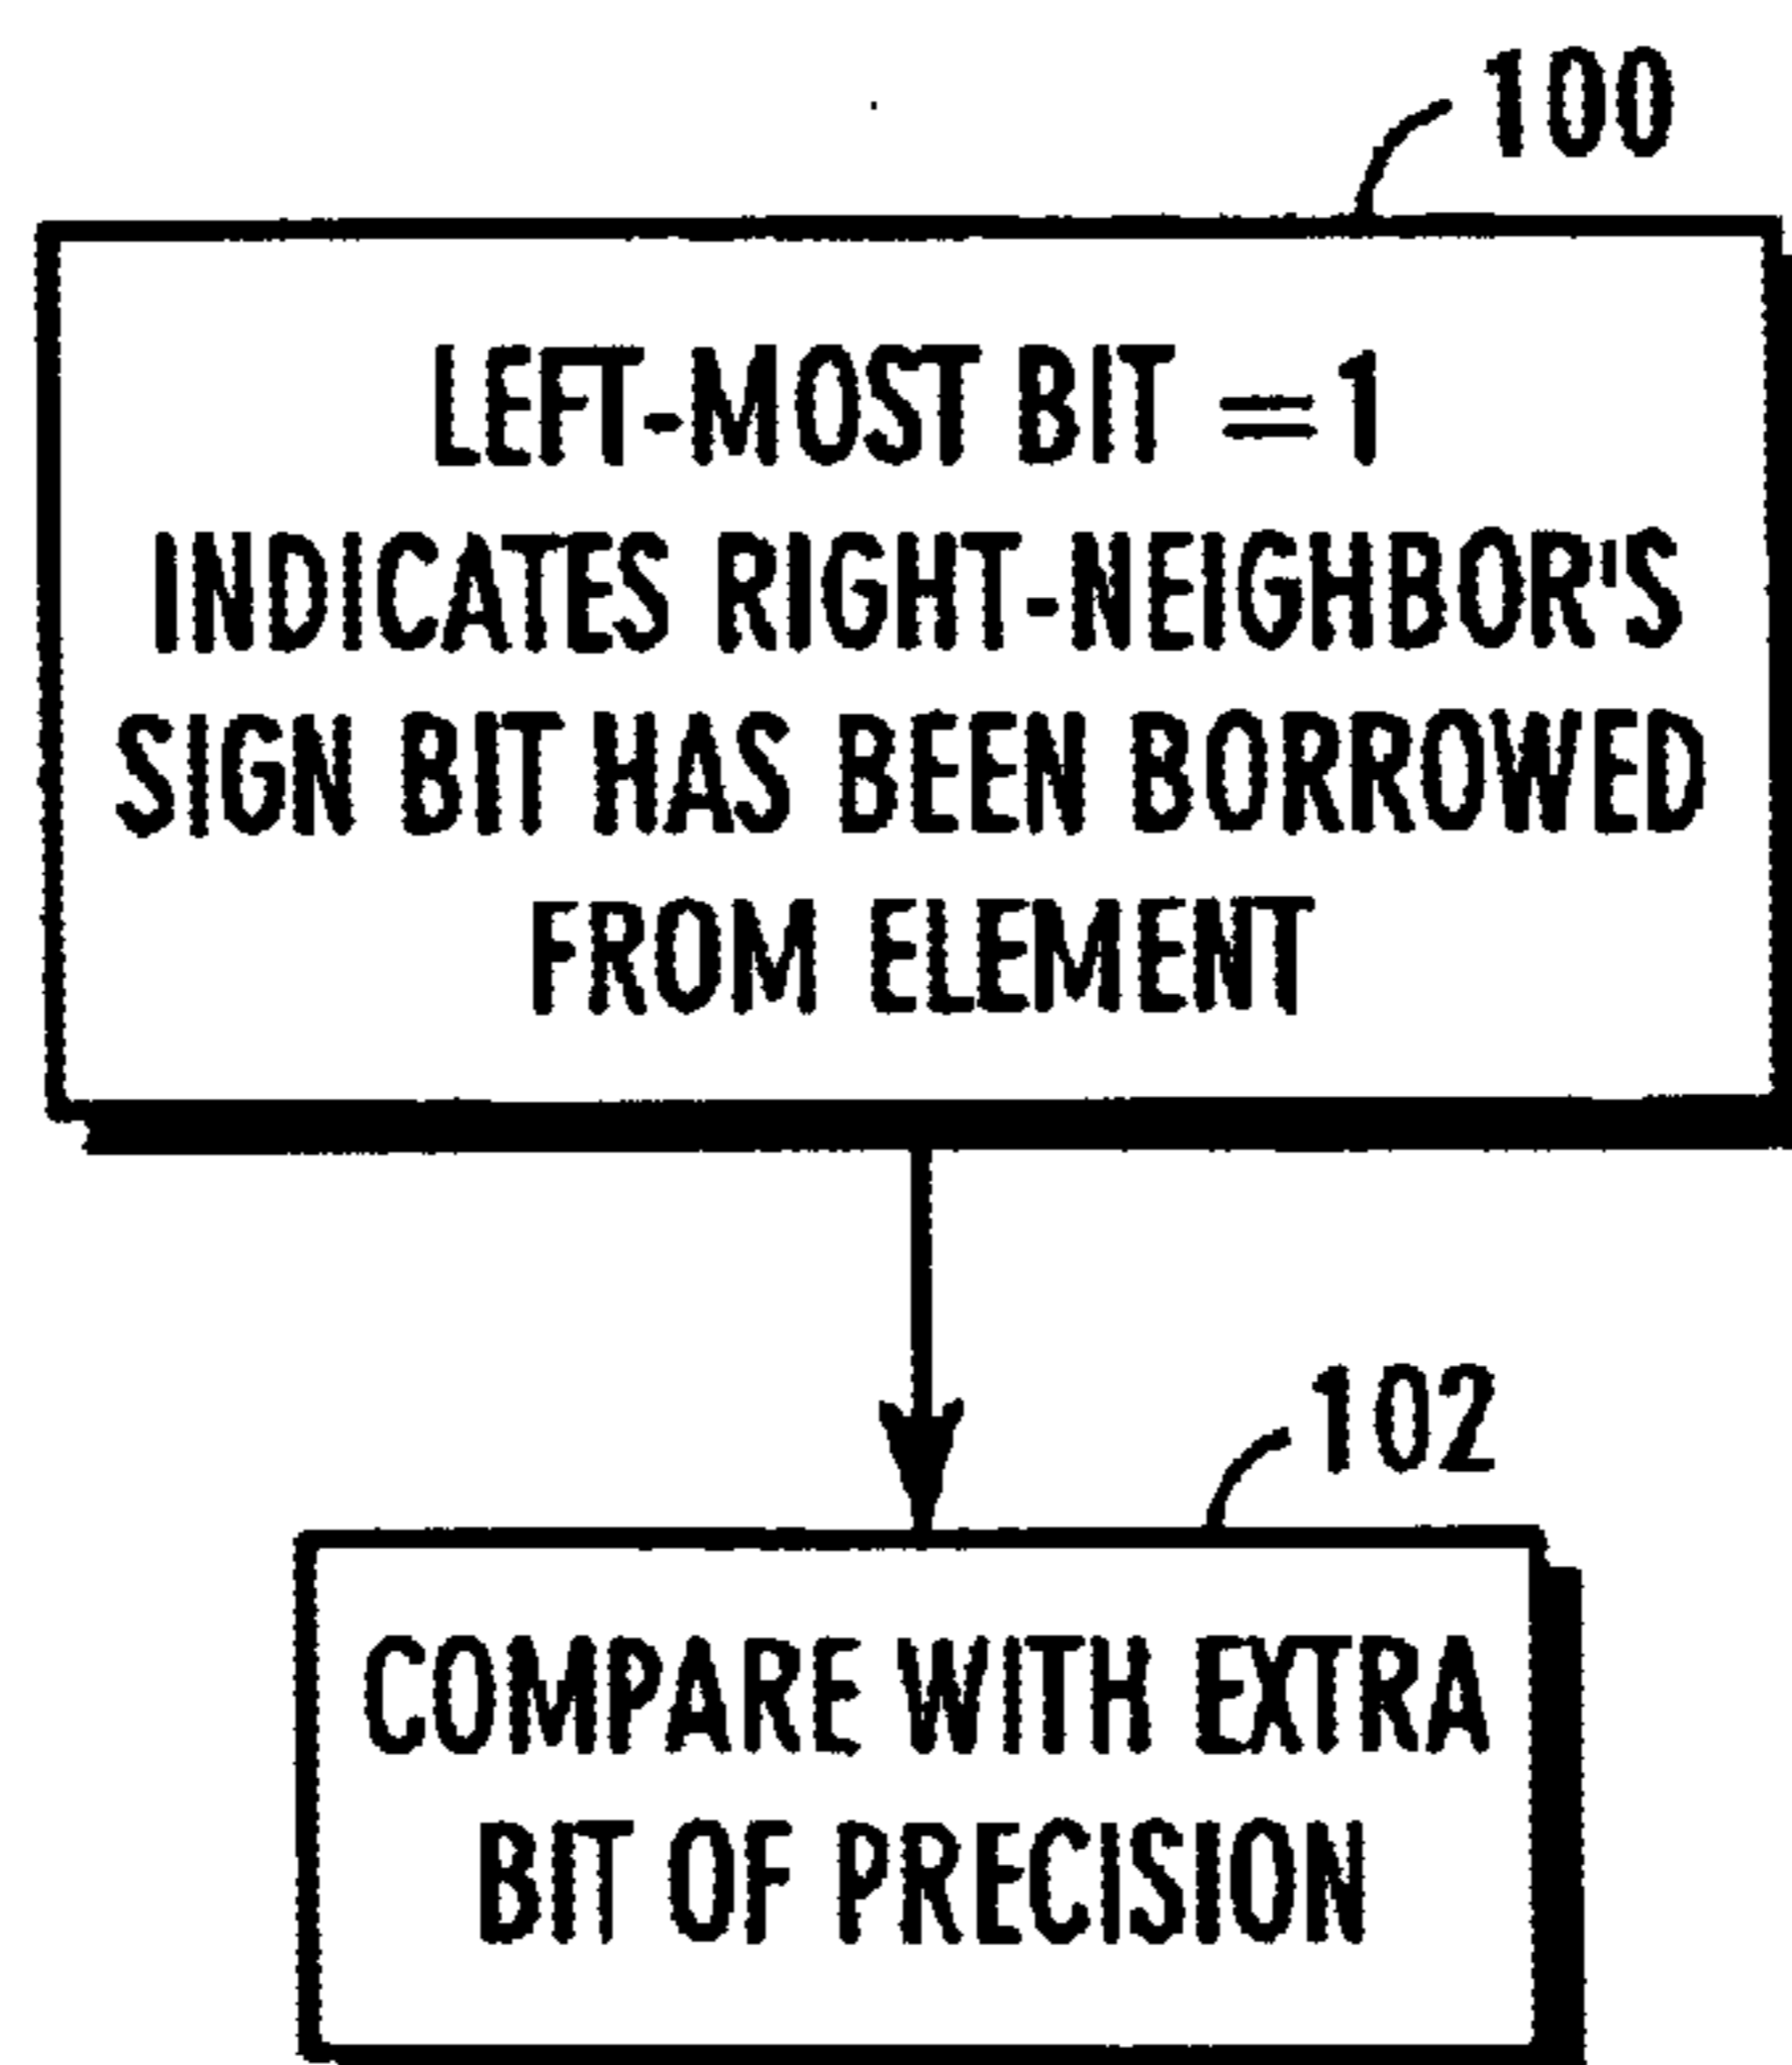 100
LEFT-MOST BIT = 1
INDICATES RIGHT-NEIGHBOR'S
SIGN BIT HAS BEEN BORROWED
FROM ELEMENT
102
COMPARE WITH EXTRA
BIT OF PRECISION